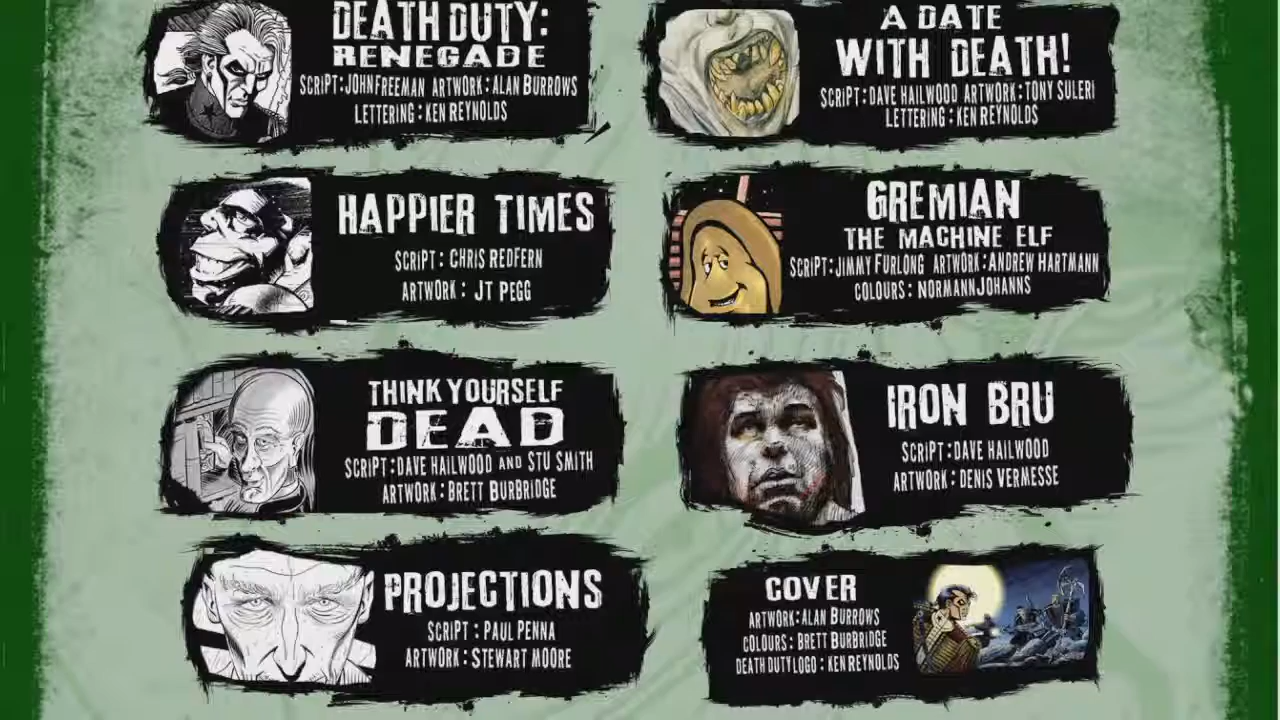 DEATH DUTY:
RENEGADE
SCRIPT: JOHN FREEMAN ARTWORK: ALAN BURROWS
LETTERING: KEN REYNOLDS
A DATE
WITH DEATH!
SCRIPT: DAVE HAILWOOD ARTWORK: TONY SULERI
LETTERING: KEN REYNOLDS
HAPPIER TIMES
SCRIPT: CHRIS REDFERN
ARTWORK: JT PEGG
GREMIAN
THE MACHINE ELF
SCRIPT: JIMMY FURLONG ARTWORK: ANDREW HARTMANN
COLOURS: NORMANN JOHANNS
THINK YOURSELF
DEAD
SCRIPT: DAVE HAILWOOD AND STU SMITH
ARTWORK: BRETT BURBRIDGE
IRON BRU
SCRIPT: DAVE HAILWOOD
ARTWORK: DENIS VERMESSE
PROJECTIONS
SCRIPT: PAUL PENNA
ARTWORK: STEWART MOORE
COVER
ARTWORK: ALAN BURROWS
COLOURS: BRETT BURBRIDGE
DEATH DUTY LOGO: KEN REYNOLDS